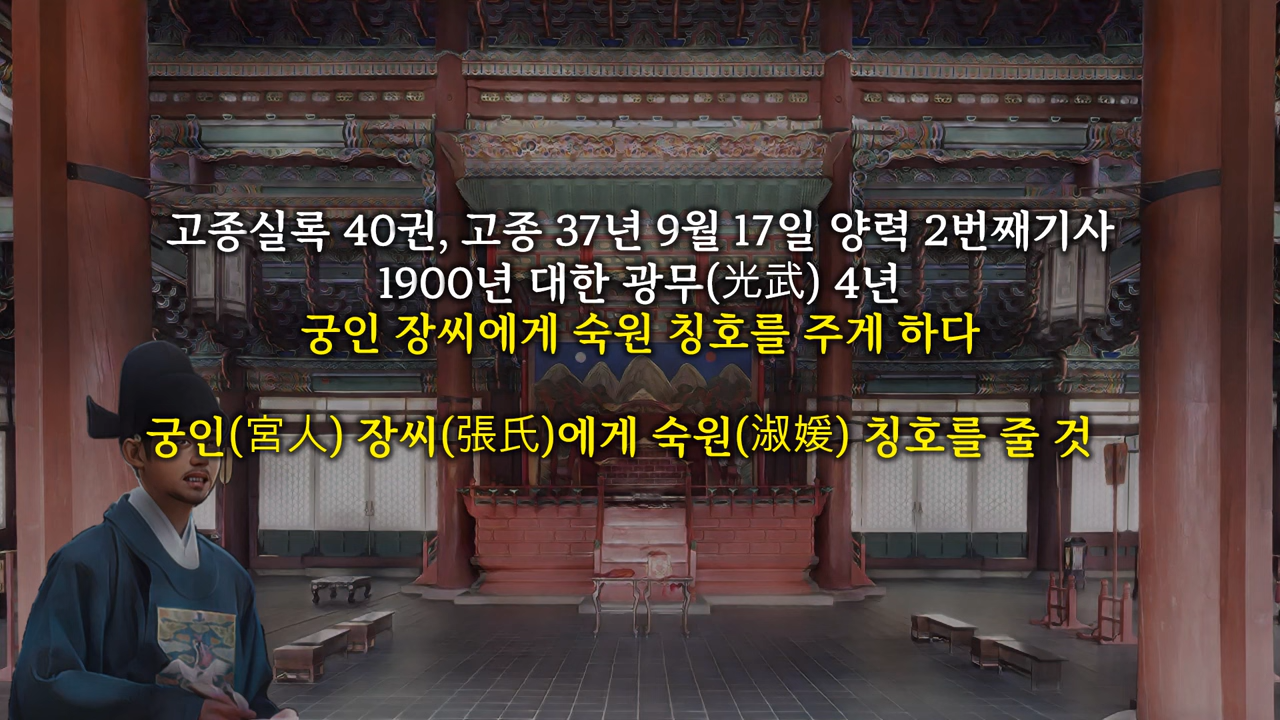 고종실록 40권, 고종 37년 9월 17일 양력 2번째기사
1900년 대한 광무(光武) 4년
궁인 장씨에게 숙원 칭호를 주게 하다
궁인(宮人) 장씨(張氏)에게 숙원(淑媛) 칭호를 줄 것